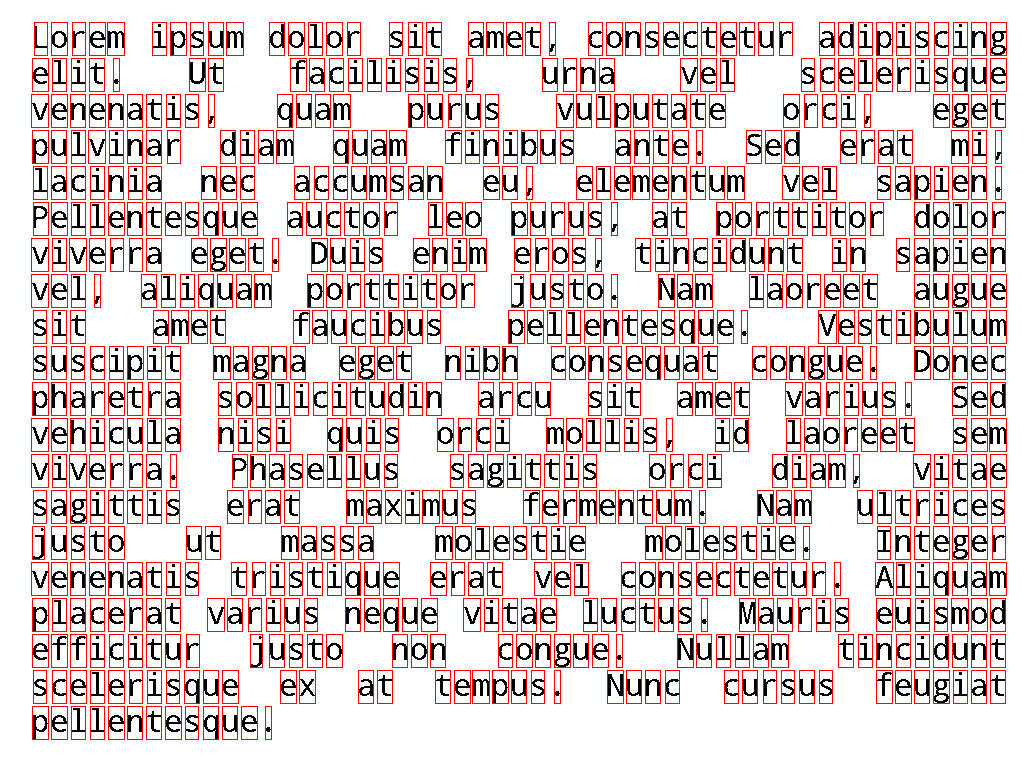 Lorem ipsum dolor sit amet, consectetur adipiscing
elit. Ut facilisis, urna vel scelerisque
venenatis, quam purus vulputate orci, eget
pulvinar diam quam finibus ante. Sed erat mi,
lacinia nec accumsan eu, elementum vel sapien.
Pellentesque auctor leo purus, at porttitor dolor
viverra eget. Duis enim eros, tincidunt in sapien
vel, aliquam porttitor justo. Nam laoreet augue
sit amet faucibus pellentesque. Vestibulum
suscipit magna eget nibh consequat congue. Donec
pharetra sollicitudin arcu sit amet varius. Sed
vehicula nisi quis orci mollis, id laoreet sem
viverra. Phasellus sagittis orci diam, vitae
sagittis erat maximus fermentum. Nam ultrices
justo ut massa molestie molestie. Integer
venenatis tristique erat vel consectetur. Aliquam
placerat varius neque vitae luctus. Mauris euismod
efficitur justo non congue. Nullam tincidunt
scelerisque ex at tempus. Nunc cursus feugiat
pellentesque.